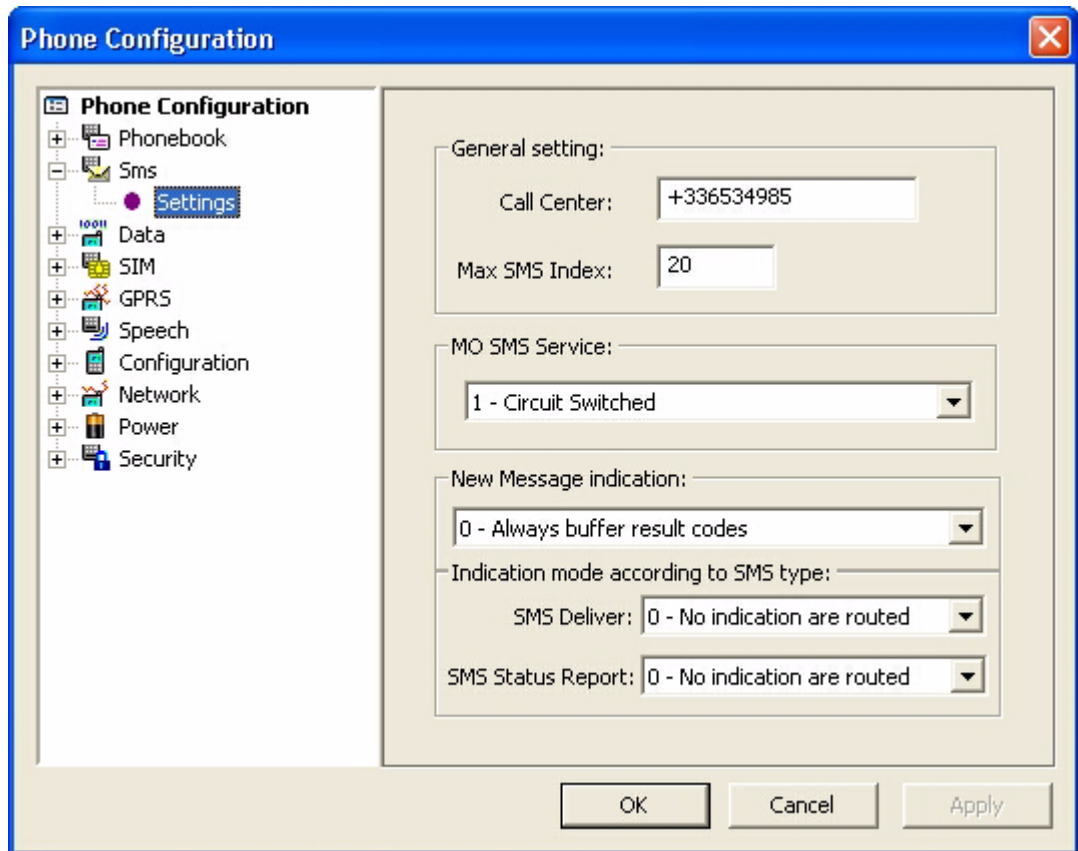 Phone Configuration
Phone Configuration
Phonebook
Sms
Settings
Data
SIM
GPRS
Speech
Configuration
Network
Power
Security
General setting:
Call Center: +336534985
Max SMS Index: 20
MO SMS Service:
1 - Circuit Switched
New Message indication:
0 - Always buffer result codes
Indication mode according to SMS type:
SMS Deliver: 0 - No indication are routed
SMS Status Report: 0 - No indication are routed
OK Cancel Apply